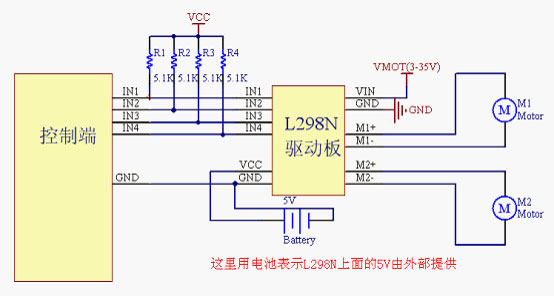 VCC
R1 R2 R3 R4
5.1K 5.1K 5.1K 5.1K
VMOT(3-35V)
IN1
IN2
IN3
IN4
GND
控制端
IN1
IN2
IN3
IN4
VCC
GND
L298N
驱动板
VIN
GND
GND
M1+
M1-
M2+
M2-
M
M1
Motor
M
M2
Motor
5V
Battery
这里用电池表示L298N上面的5V由外部提供